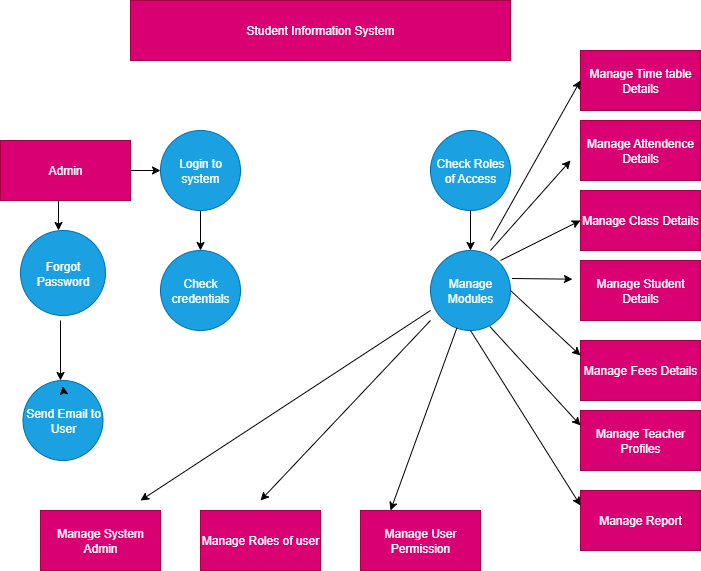 Student Information System
Admin
Login to
system
Check Roles
of Access
Manage Time table
Details
Manage Attendence
Details
Manage Class Details
Forgot
Password
Check
credentials
Manage
Modules
Manage Student
Details
Manage Fees Details
Send Email to
User
Manage Teacher
Profiles
Manage System
Admin
Manage Roles of user
Manage User
Permission
Manage Report